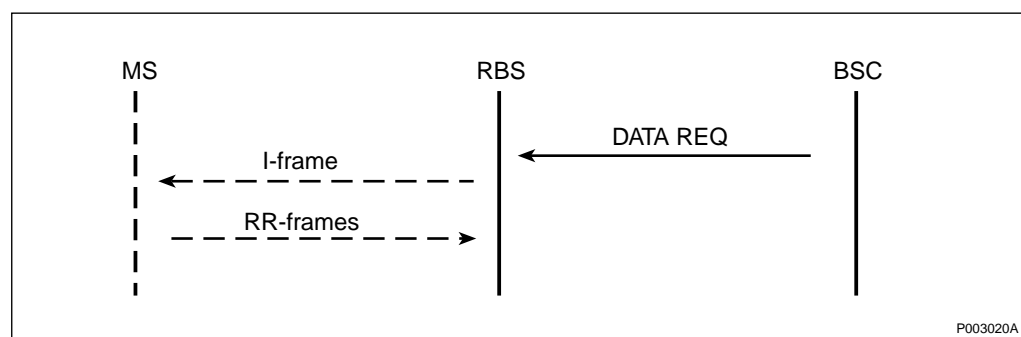 MS RBS BSC
DATA REQ
I-frame
RR-frames
P003020A